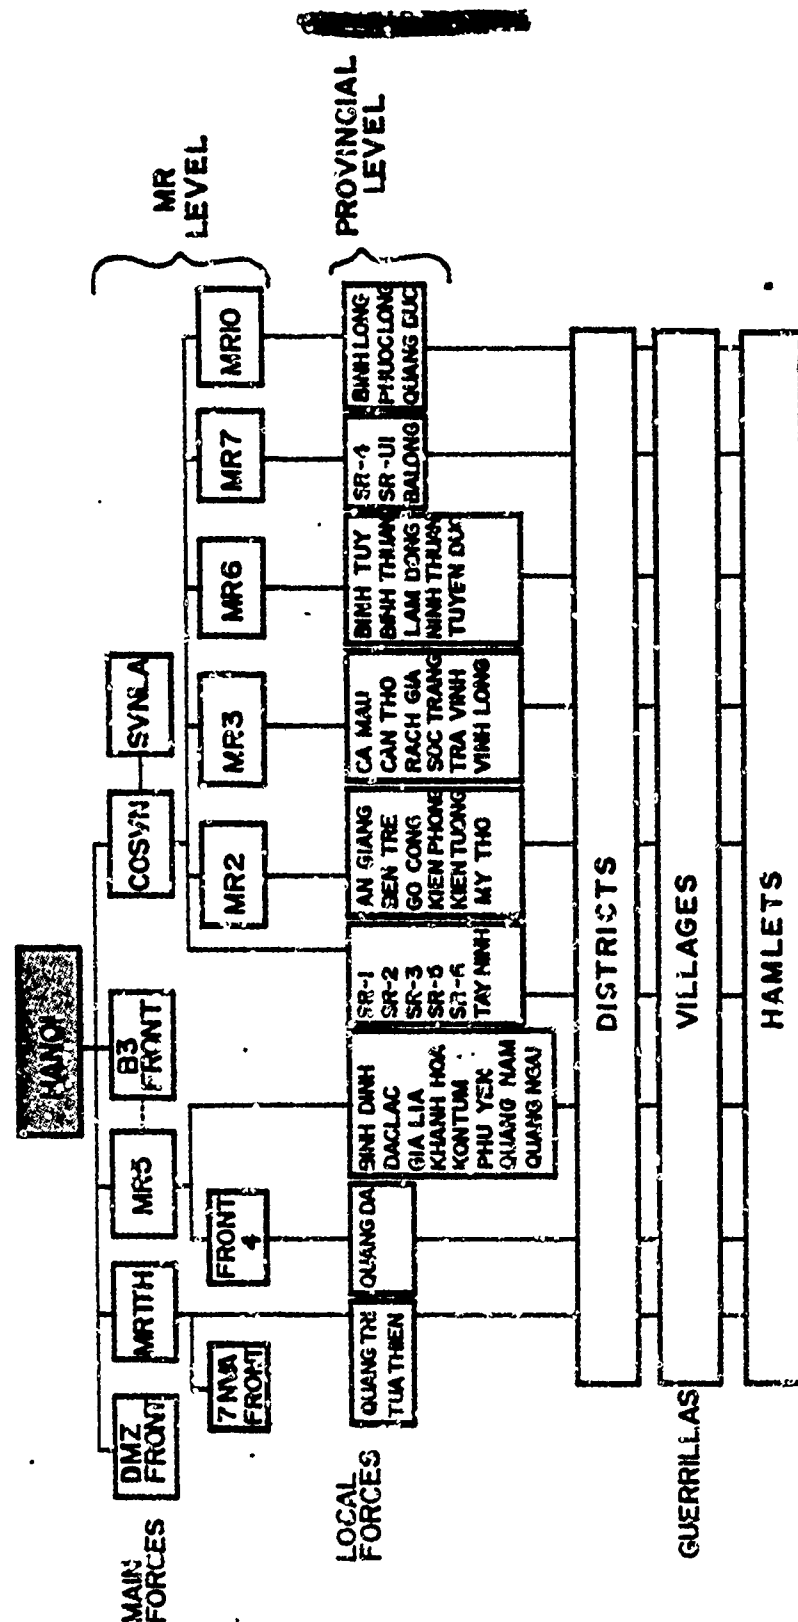 HANOI
MAIN
FORCES
DMZ
FRONT
MRTTH
MR5
B3
FRONT
COSVN
SVNLA
MR
LEVEL
7 NVA
FRONT
FRONT
4
MR2
MR3
MR6
MR7
MR10
LOCAL
FORCES
QUANG TRI
TUA THIEN
QUANG DA
BINH DINH
DACLAC
GIA LIA
KHANH HOA
KONTUM
PHU YEN
QUANG NAM
QUANG NGAI
SR-1
SR-2
SR-3
SR-5
SR-6
TAY NINH
AN GIANG
BEN TRE
GO CONG
KIEN PHONG
KIEN TUONG
MY THO
CA MAU
CAN THO
RACH GIA
SOC TRANG
TRA VINH
VINH LONG
BINH TUY
BINH THUAN
LAM DONG
NINH THUAN
TUYEN DUC
SR-4
SR-UI
BALONG
BINH LONG
PHUOC LONG
QUANG DUC
PROVINCIAL
LEVEL
DISTRICTS
GUERRILLAS
VILLAGES
HAMLETS